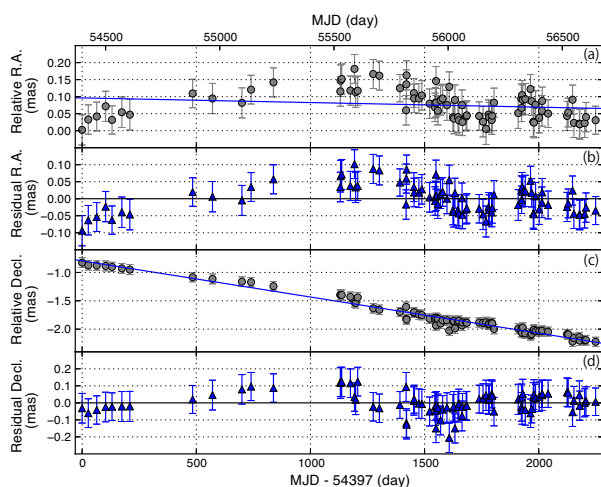 MJD (day)
54500 55000 55500 56000 56500
(a)
Relative R.A.
(mas)
0.20
0.15
0.10
0.05
0.00
(b)
Residual R.A.
(mas)
0.10
0.05
0.00
−0.05
−0.10
(c)
Relative Decl.
(mas)
−1.0
−1.5
−2.0
(d)
Residual Decl.
(mas)
0.2
0.1
0.0
−0.1
−0.2
0 500 1000 1500 2000
MJD - 54397 (day)